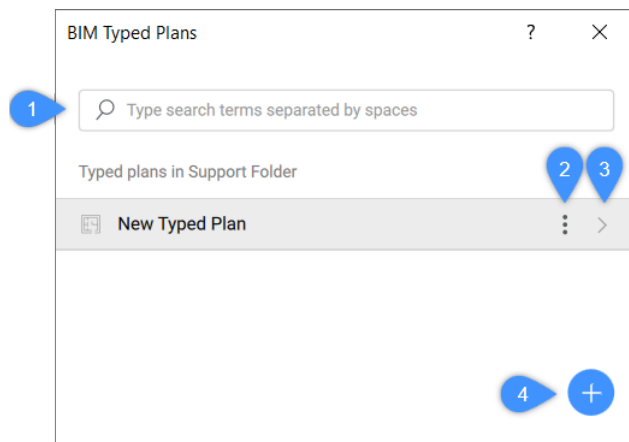 BIM Typed Plans ? ×
1 Type search terms separated by spaces
Typed plans in Support Folder 2 3
New Typed Plan
4 +